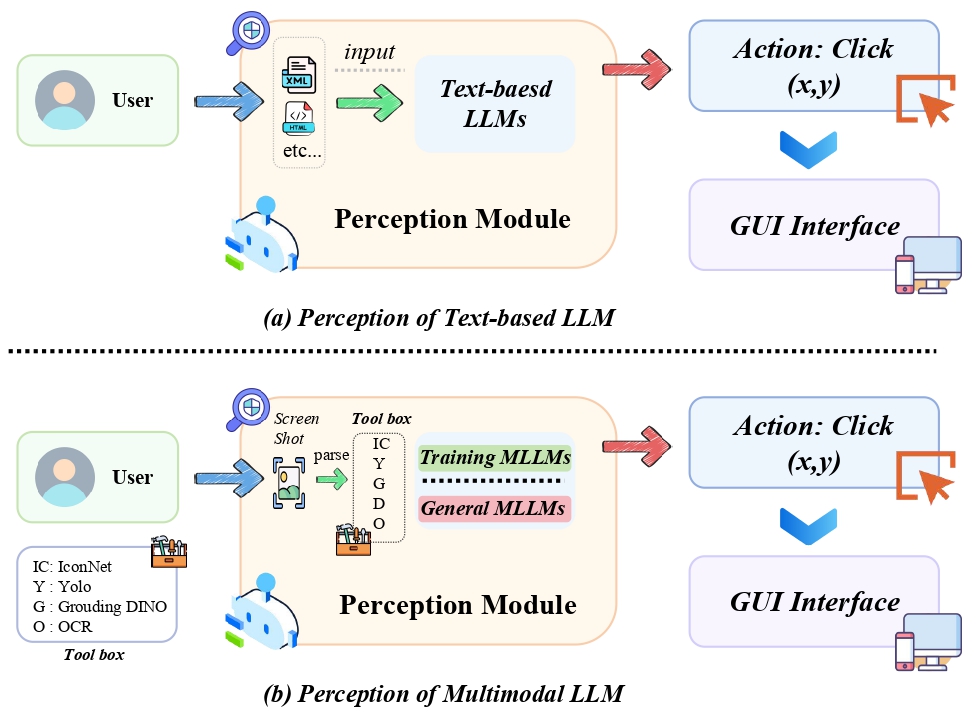 User
XML
HTML
etc...
input
Text-baesd
LLMs
Perception Module
Action: Click
(x,y)
GUI Interface
(a) Perception of Text-based LLM
User
IC: IconNet
Y : Yolo
G : Grouding DINO
O : OCR
Tool box
Screen
Shot
parse
Tool box
IC
Y
G
D
O
Training MLLMs
General MLLMs
Perception Module
Action: Click
(x,y)
GUI Interface
(b) Perception of Multimodal LLM